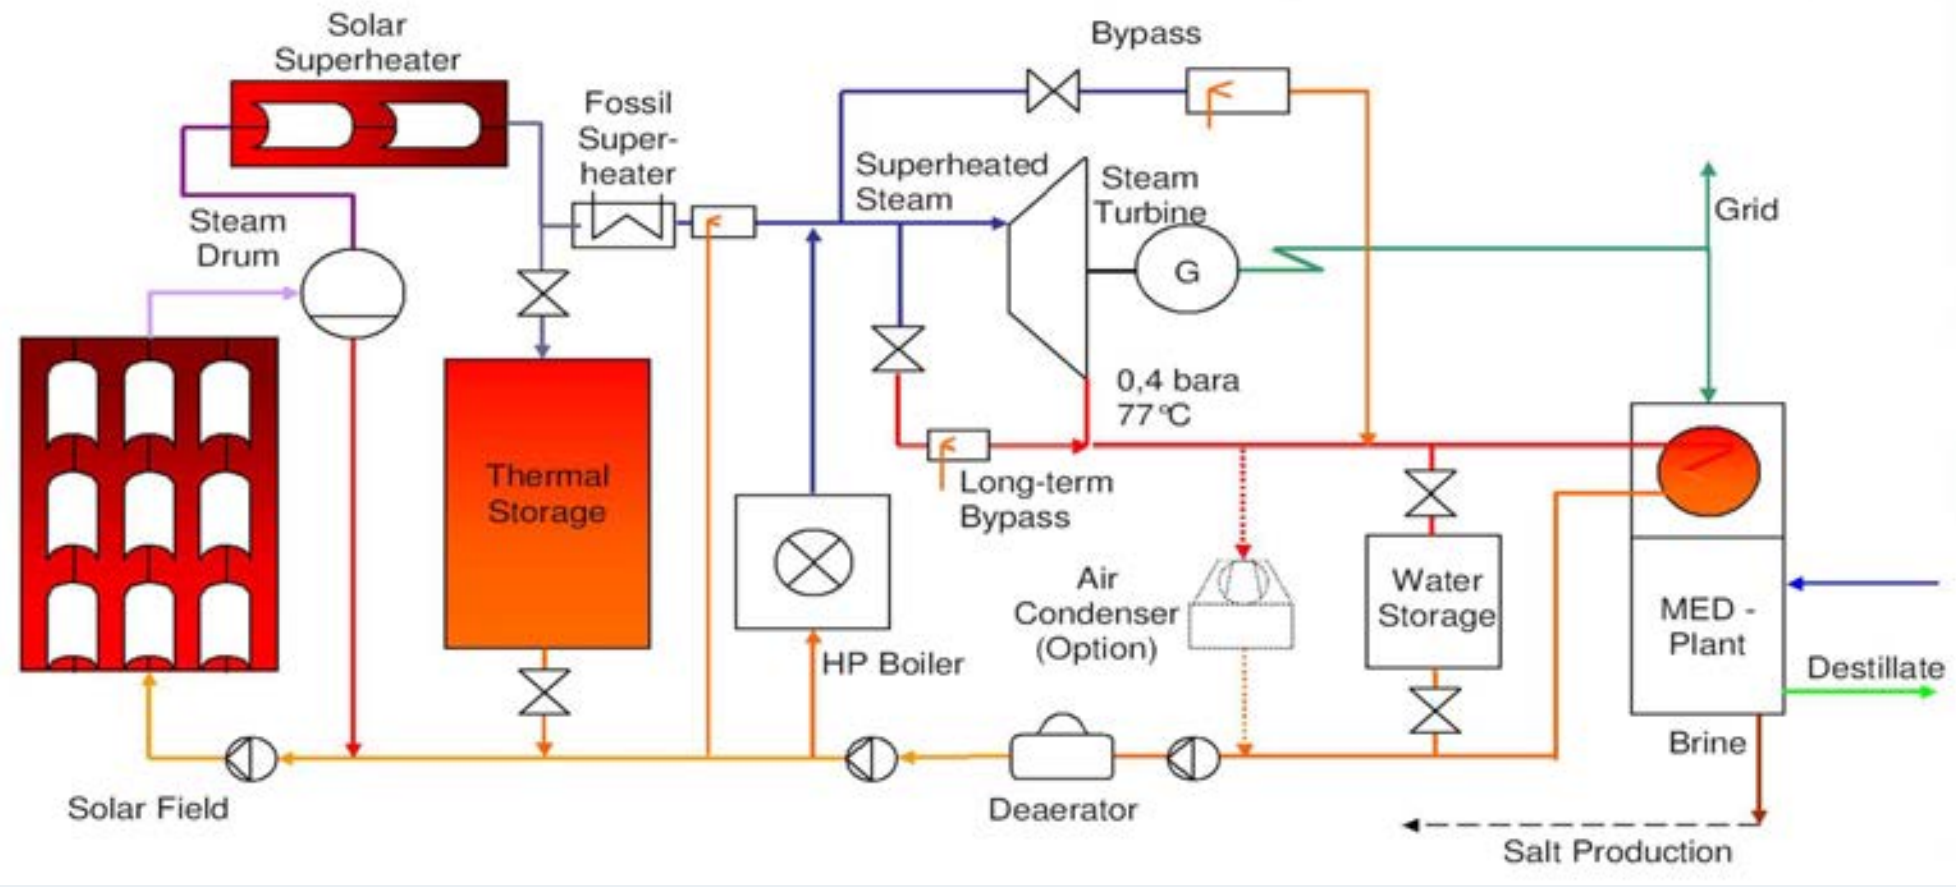 Solar
Superheater
Bypass
Fossil
Super-
heater
Superheated
Steam
Steam
Turbine
Steam
Drum
Grid
G
0,4 bara
77°C
Thermal
Storage
Long-term
Bypass
Air
Condenser
(Option)
Water
Storage
MED -
Plant
HP Boiler
Destillate
Brine
Solar Field
Deaerator
Salt Production